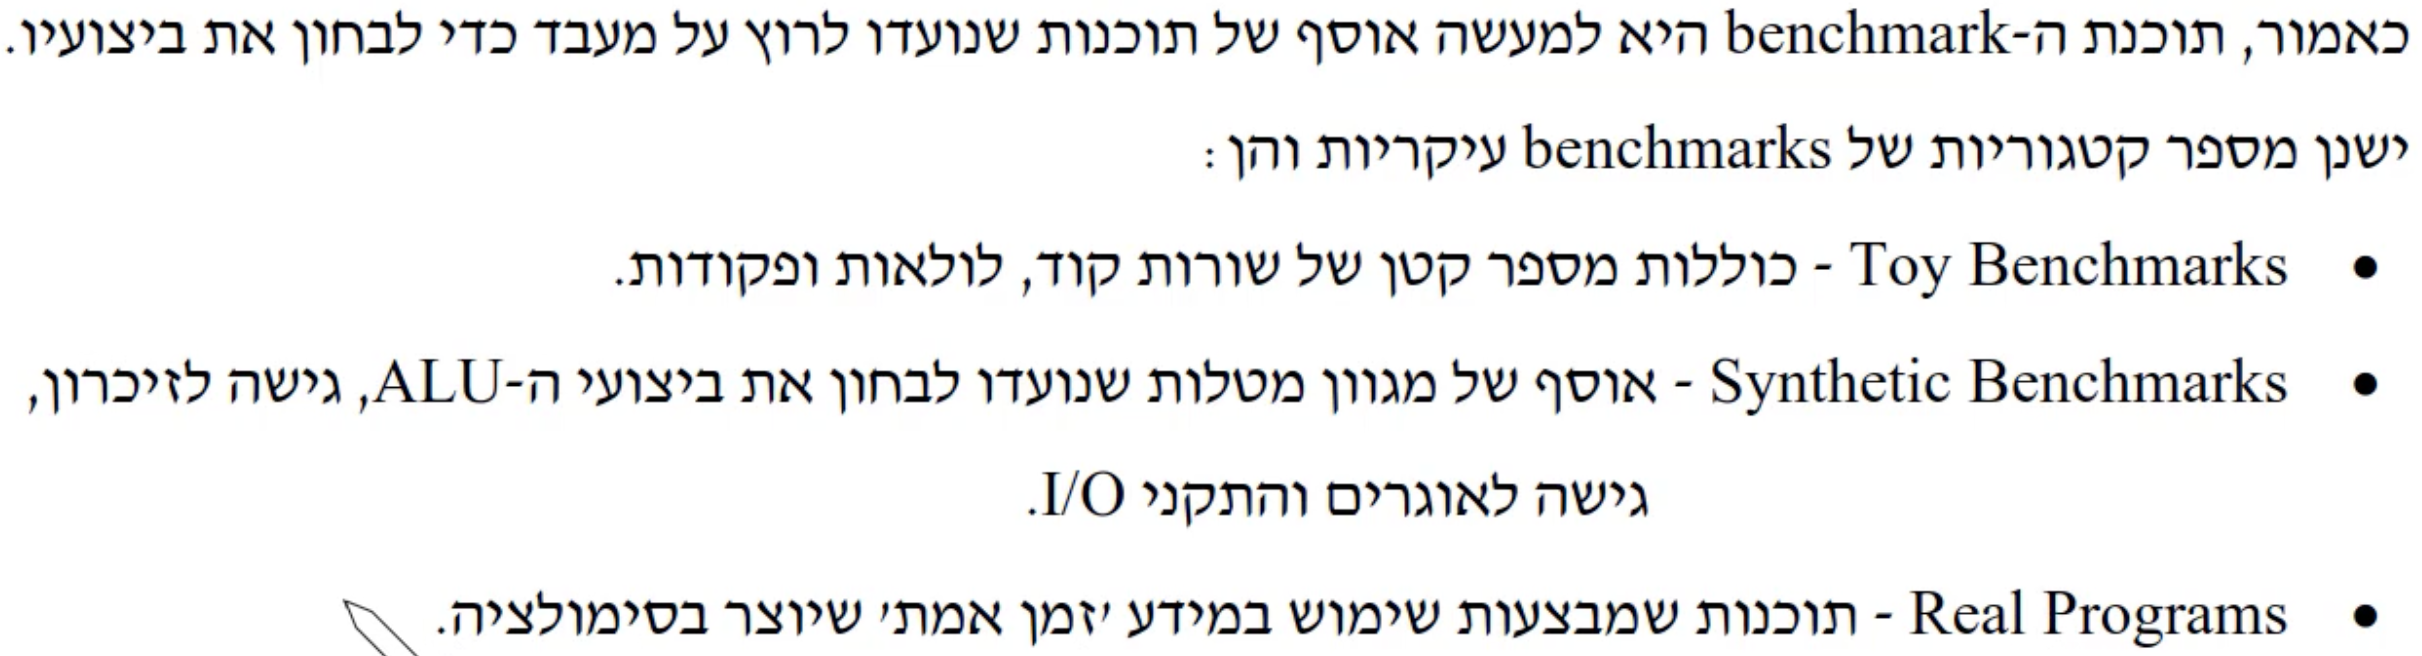 כאמור, תוכנת ה-benchmark היא למעשה אוסף של תוכנות שנועדו לרוץ על מעבד כדי לבחון את ביצועיו.
ישנן מספר קטגוריות של benchmarks עיקריות והן:
• Toy Benchmarks - כוללות מספר קטן של שורות קוד, לולאות ופקודות.
• Synthetic Benchmarks - אוסף של מגוון מטלות שנועדו לבחון את ביצועי ה-ALU, גישה לזיכרון,
גישה לאוגרים והתקני I/O.
• Real Programs - תוכנות שמבצעות שימוש במידע 'זמן אמת' שיוצר בסימולציה.